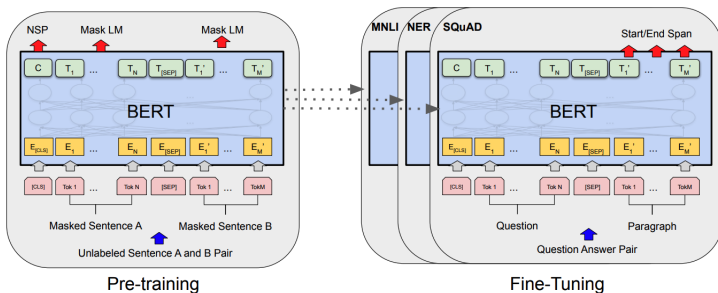 NSP Mask LM Mask LM
C T1 ... TN T[SEP] T1' ... TM'
BERT
E[CLS] E1 ... EN E[SEP] E1' ... EM'
[CLS] Tok 1 ... Tok N [SEP] Tok 1 ... TokM
Masked Sentence A Masked Sentence B
Unlabeled Sentence A and B Pair
Pre-training
MNLI NER SQuAD
Start/End Span
C T1 ... TN T[SEP] T1' ... TM'
BERT
E[CLS] E1 ... EN E[SEP] E1' ... EM'
[CLS] Tok 1 ... Tok N [SEP] Tok 1 ... TokM
Question Paragraph
Question Answer Pair
Fine-Tuning